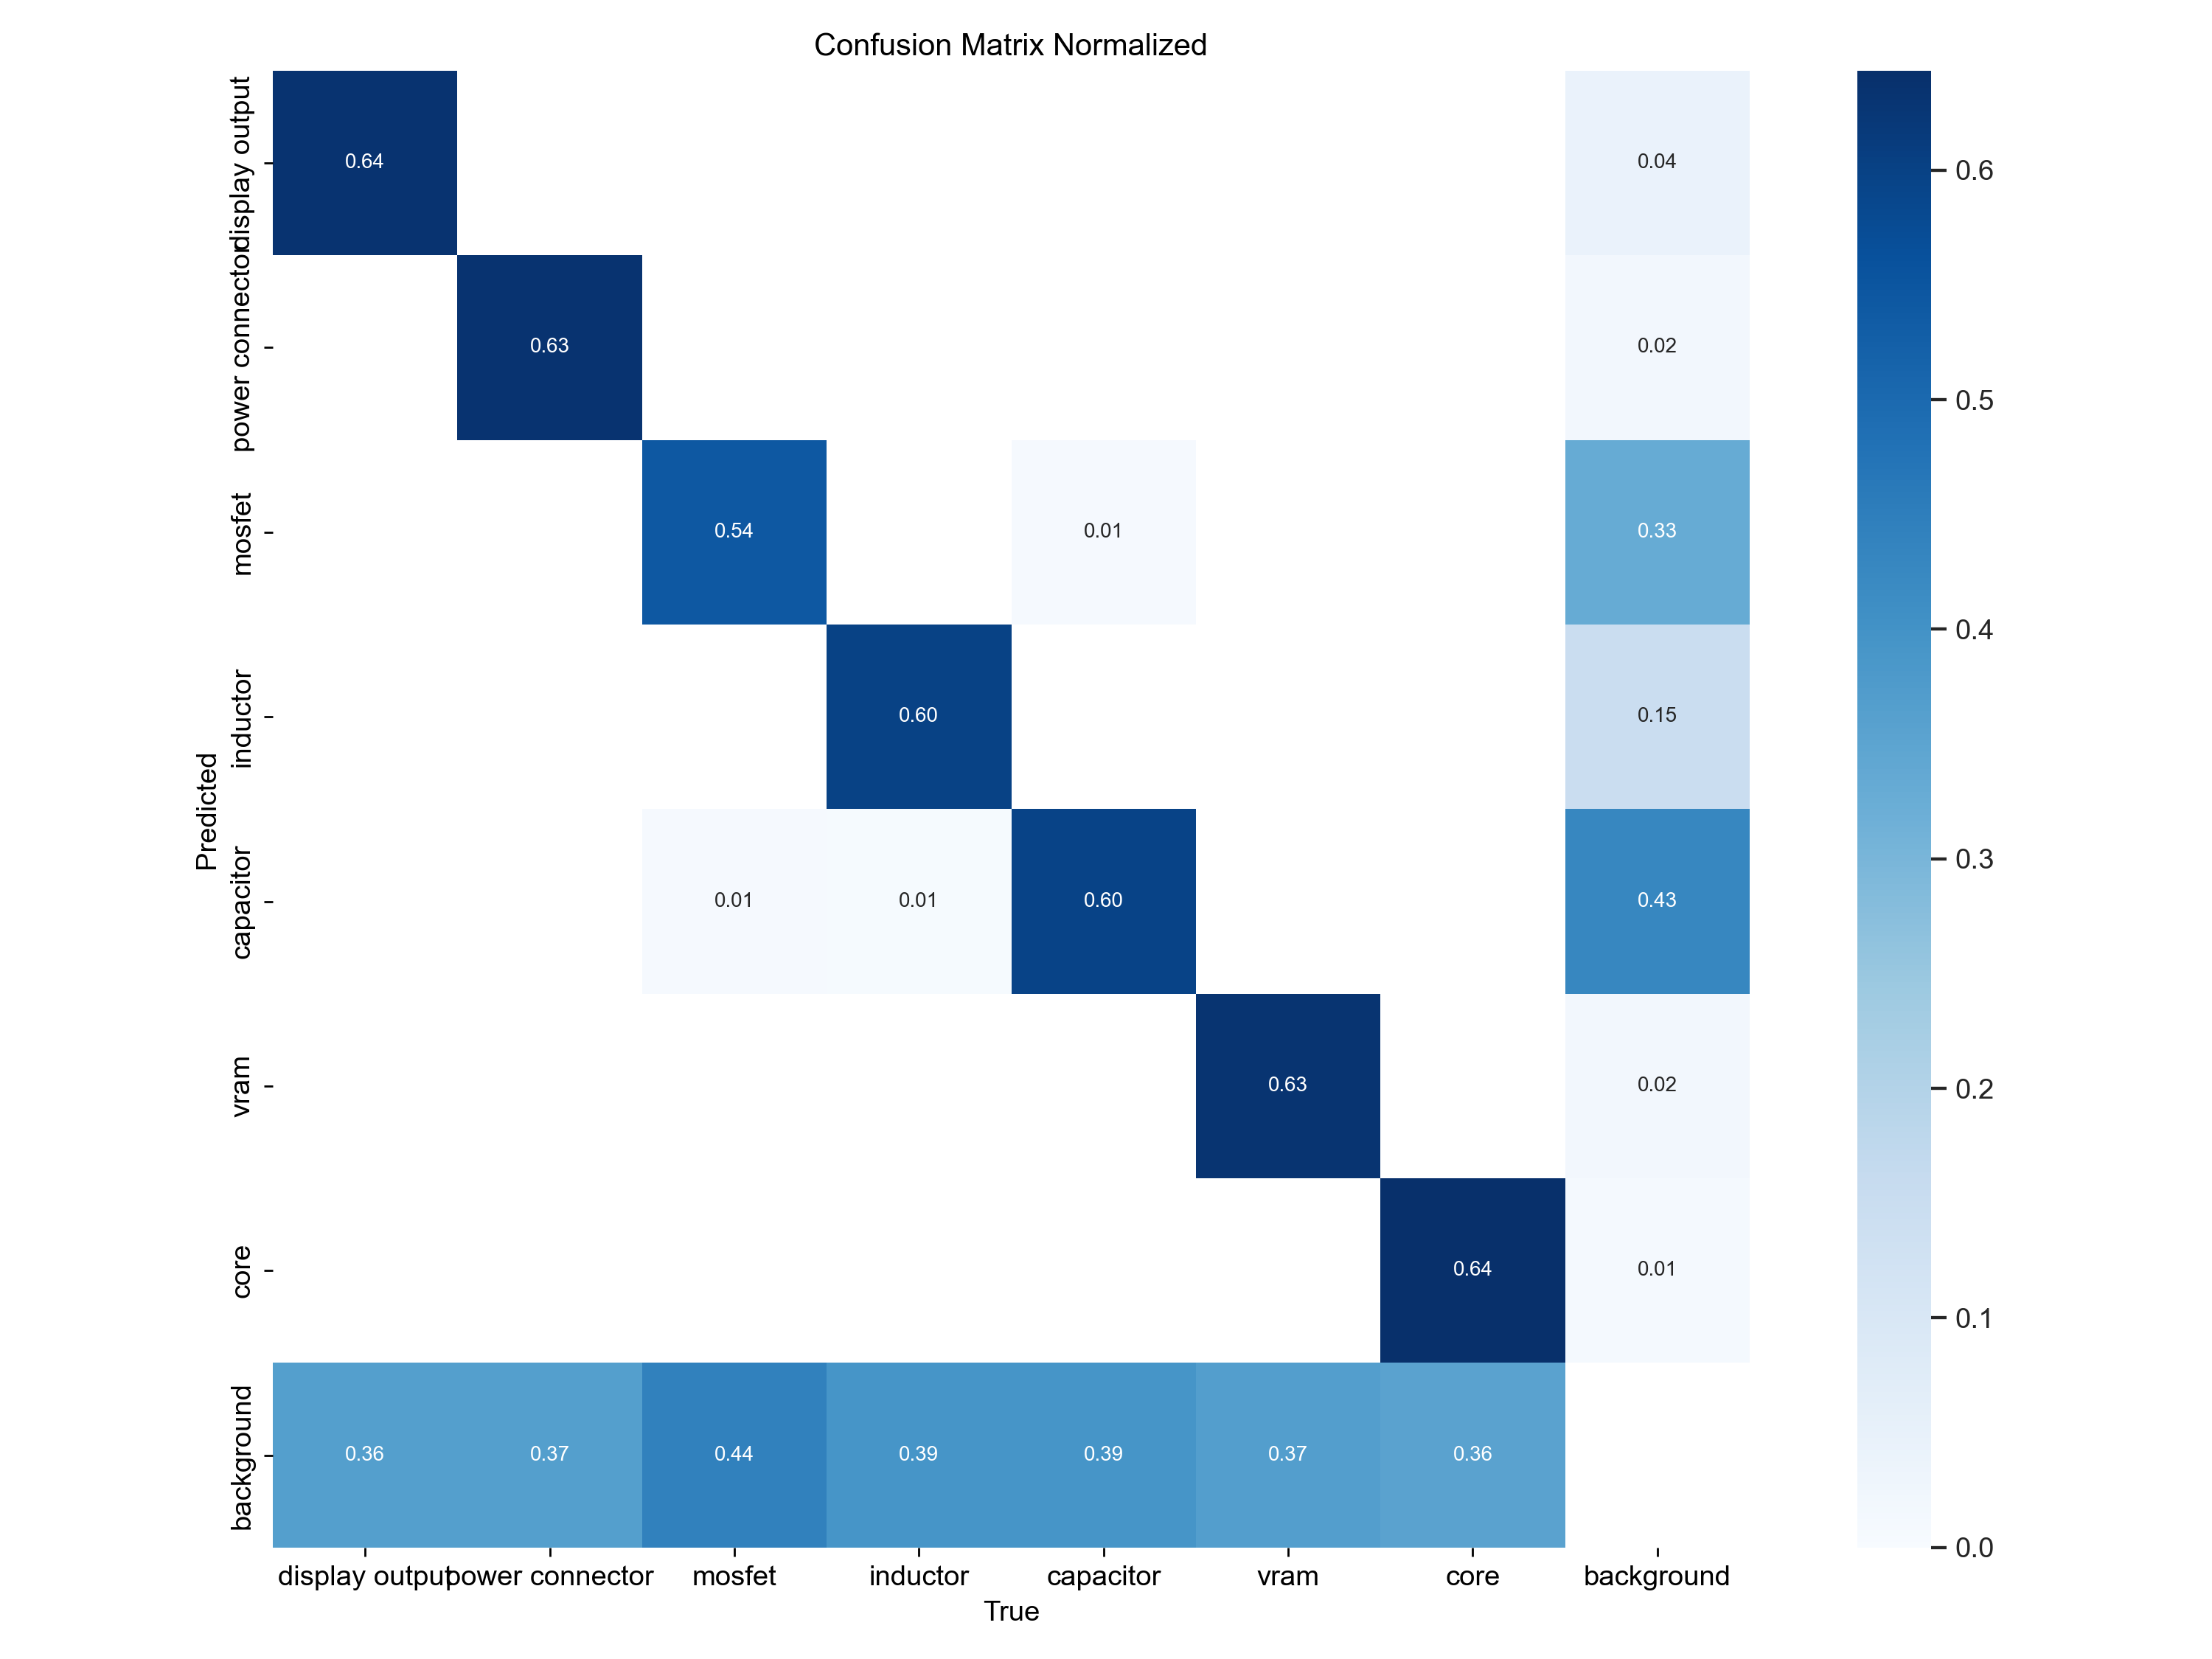 Confusion Matrix Normalized
display output
0.64
0.04
0.6
power connector
0.63
0.02
0.5
mosfet
0.54
0.01
0.33
0.4
inductor
0.60
0.15
Predicted
capacitor
0.01
0.01
0.60
0.43
0.3
vram
0.63
0.02
0.2
core
0.64
0.01
0.1
background
0.36
0.37
0.44
0.39
0.39
0.37
0.36
0.0
display output
power connector
mosfet
inductor
capacitor
vram
core
background
True